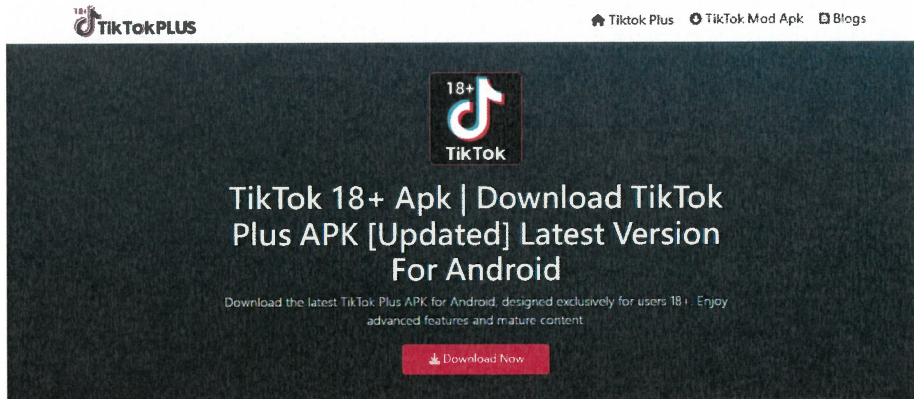 18+
TikTokPLUS
Tiktok Plus
TikTok Mod Apk
Blogs
18+
TikTok
TikTok 18+ Apk | Download TikTok
Plus APK [Updated] Latest Version
For Android
Download the latest TikTok Plus APK for Android, designed exclusively for users 18+. Enjoy
advanced features and mature content
Download Now